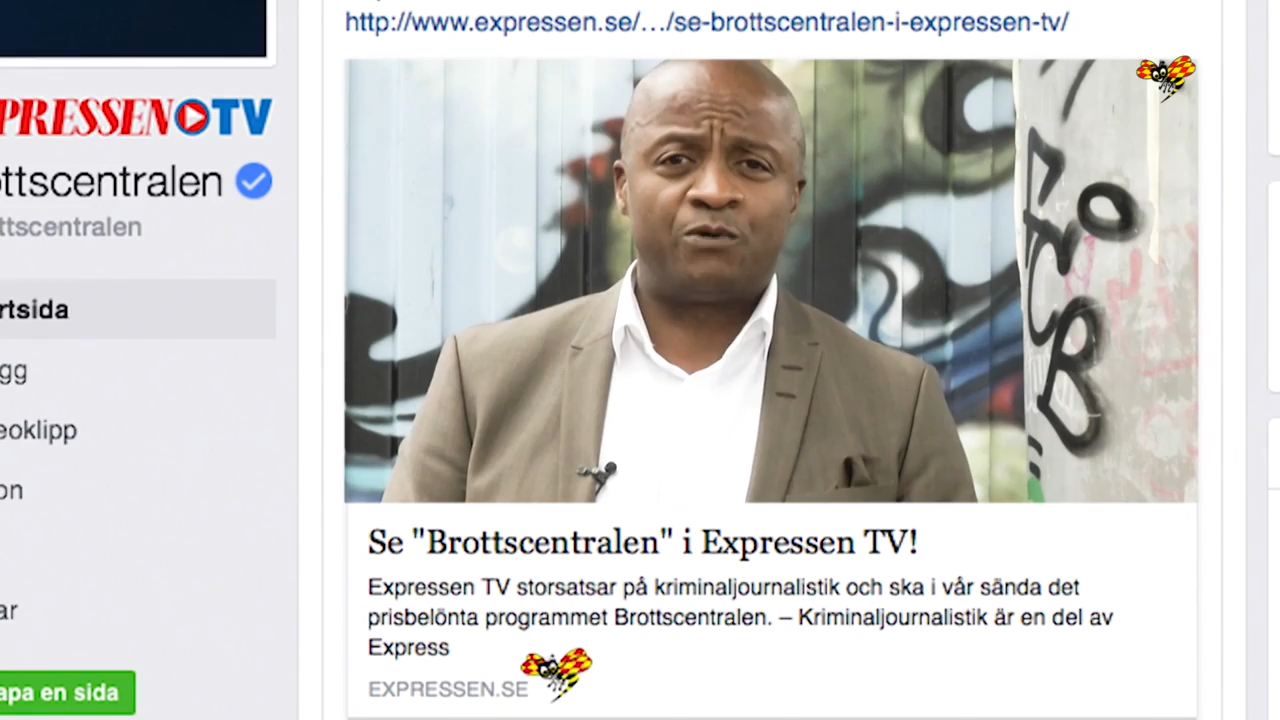 http://www.expressen.se/.../se-brottscentralen-i-expressen-tv/
PRESSEN TV
ottscentralen
ttscentralen
rtsida
gg
eoklipp
on
ar
apa en sida
Se "Brottscentralen" i Expressen TV!
Expressen TV storsatsar på kriminaljournalistik och ska i vår sända det
prisbelönta programmet Brottscentralen. – Kriminaljournalistik är en del av
Express
EXPRESSEN.SE